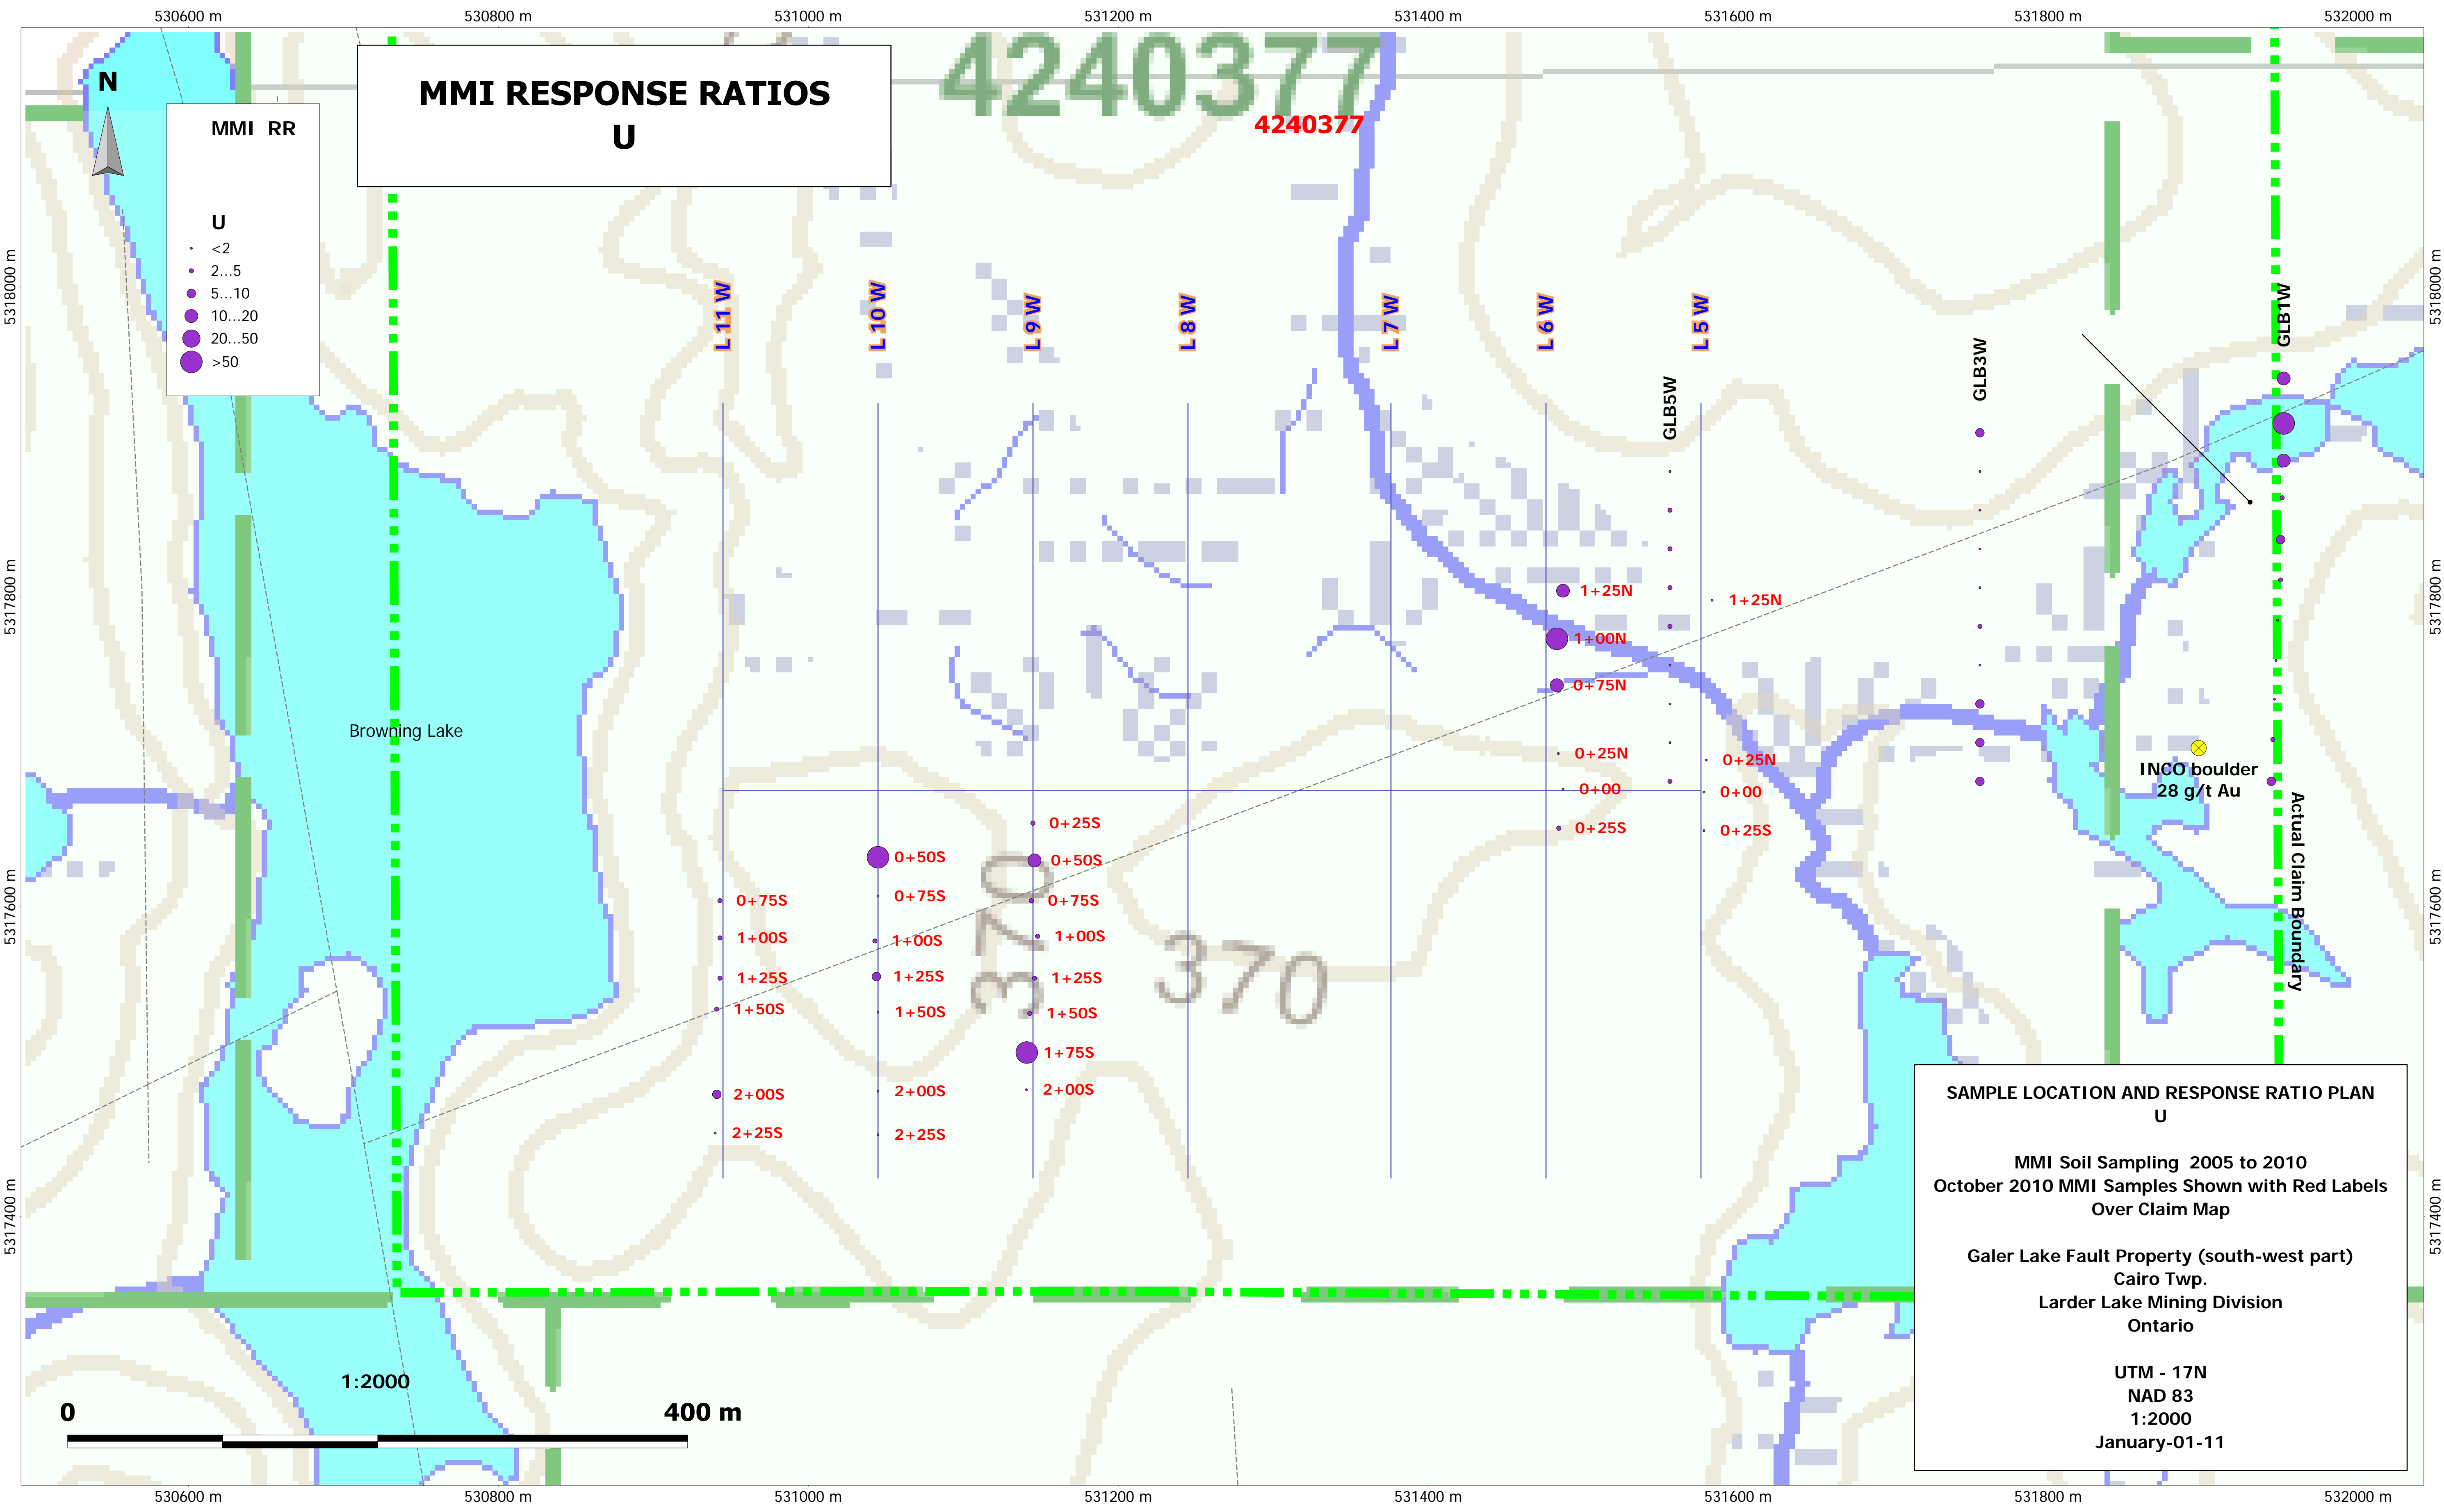 530600 m
530800 m
531000 m
531200 m
531400 m
531600 m
531800 m
532000 m
4240377
4240377
MMI RESPONSE RATIOS
U
N
MMI RR
U
<2
2...5
5...10
10...20
20...50
>50
5318000 m
5317800 m
5317600 m
5317400 m
5318000 m
5317800 m
5317600 m
5317400 m
L 11 W
L 10 W
L 9 W
L 8 W
L 7 W
L 6 W
L 5 W
GLB5W
GLB3W
GLB1W
1+25N
1+00N
0+75N
0+25N
0+00
0+25S
1+25N
0+25N
0+00
0+25S
Browning Lake
INCO boulder
28 g/t Au
Actual Claim Boundary
0+75S
1+00S
1+25S
1+50S
2+00S
2+25S
0+50S
0+75S
1+00S
1+25S
1+50S
2+00S
2+25S
0+25S
0+50S
0+75S
1+00S
1+25S
1+50S
1+75S
2+00S
370
370
SAMPLE LOCATION AND RESPONSE RATIO PLAN
U
MMI Soil Sampling 2005 to 2010
October 2010 MMI Samples Shown with Red Labels
Over Claim Map
Galer Lake Fault Property (south-west part)
Cairo Twp.
Larder Lake Mining Division
Ontario
UTM - 17N
NAD 83
1:2000
January-01-11
1:2000
0
400 m
530600 m
530800 m
531000 m
531200 m
531400 m
531600 m
531800 m
532000 m